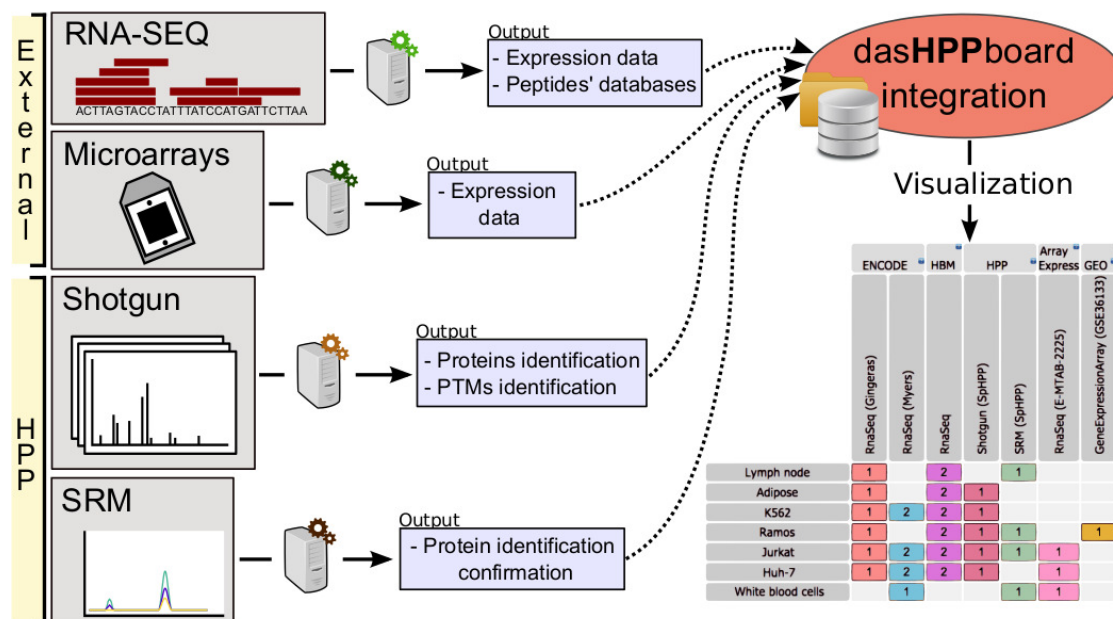 External
RNA-SEQ
ACTTAGTACCTATTTATCCATGATTCTTAA
Output
- Expression data
- Peptides' databases
Microarrays
Output
- Expression
data
HPP
Shotgun
Output
- Proteins identification
- PTMs identification
SRM
Output
- Protein identification
confirmation
dasHPPboard
integration
Visualization
ENCODE HBM HPP Array Express GEO
RnaSeq (Gingeras)
RnaSeq (Myers)
RnaSeq
Shotgun (SpHPP)
SRM (SpHPP)
RnaSeq (E-MTAB-2225)
GeneExpressionArray (GSE36133)
Lymph node 1 2 1
Adipose 1 2 1
K562 1 2 2 1
Ramos 1 2 1 1 1
Jurkat 1 2 2 1 1 1
Huh-7 1 2 2 1 1
White blood cells 1 1 1